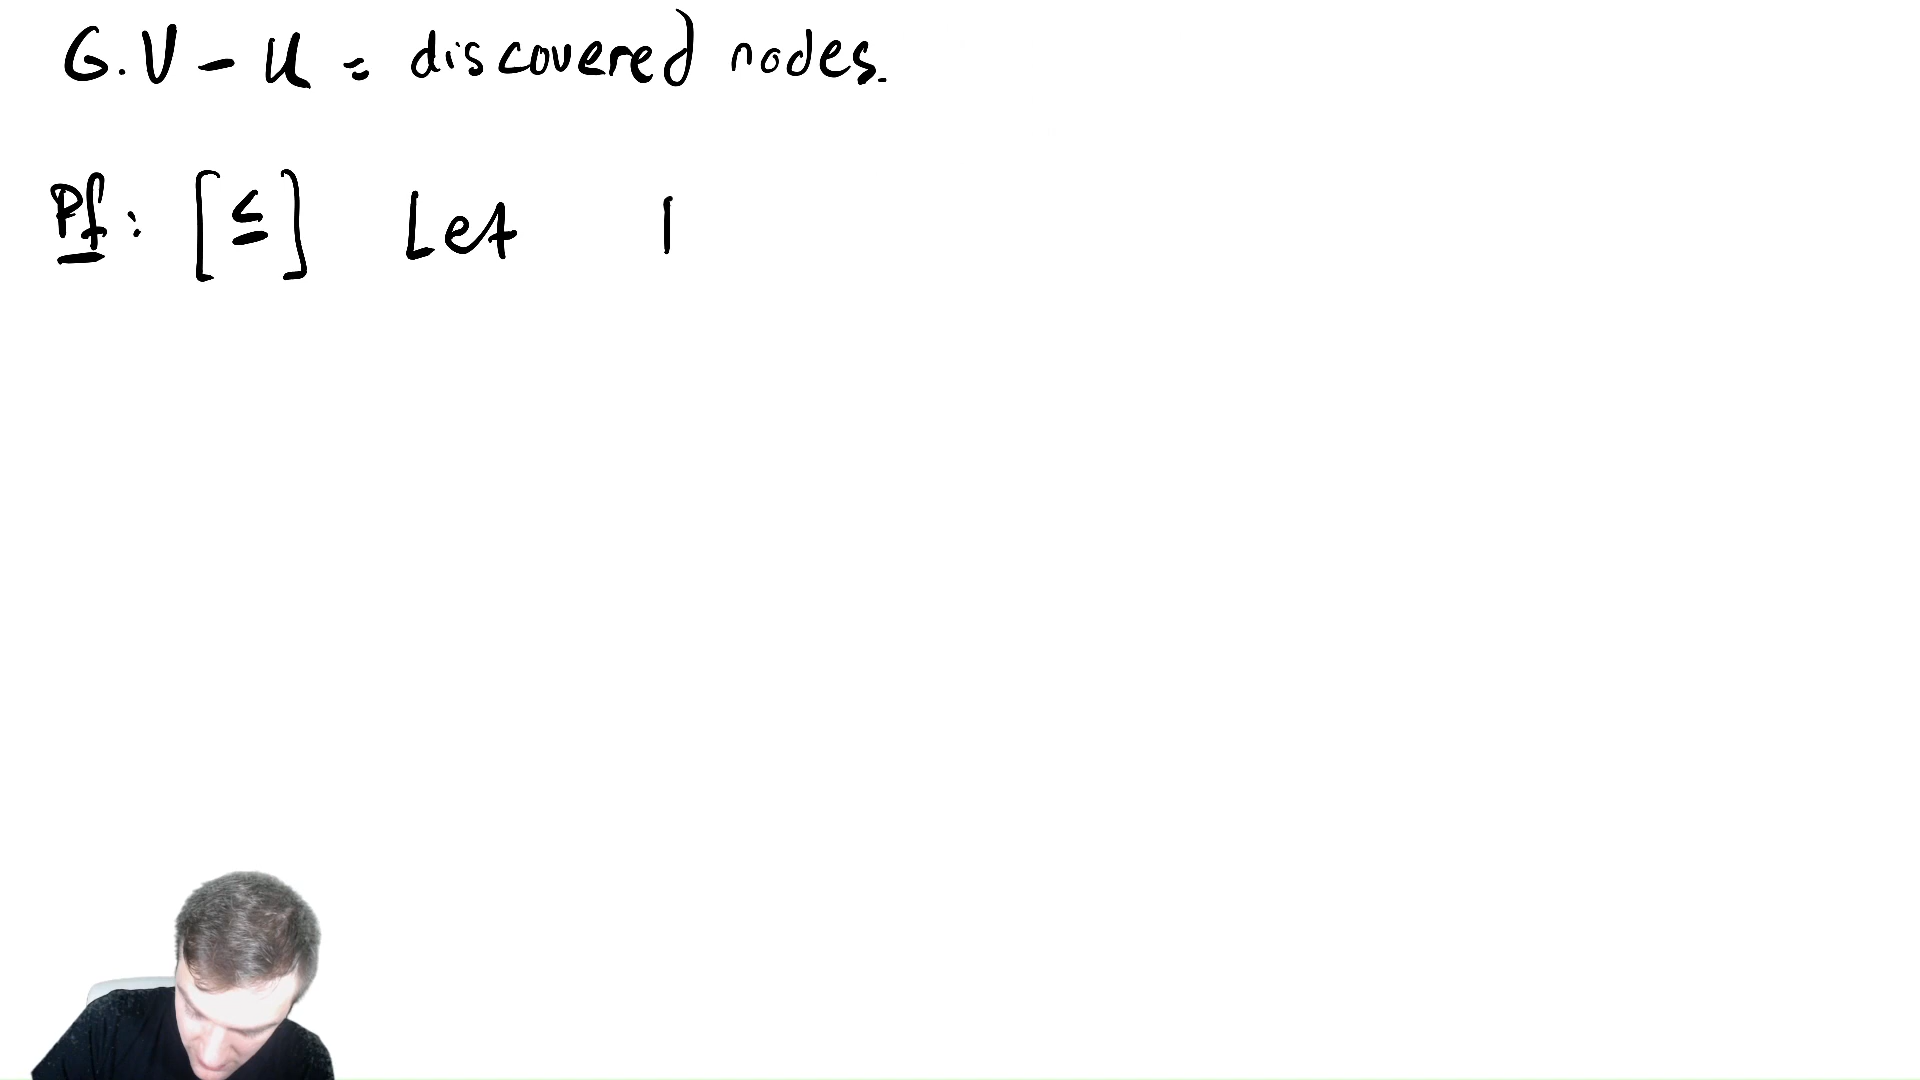 G.V - U = discovered nodes.
Pf: [≤] Let |